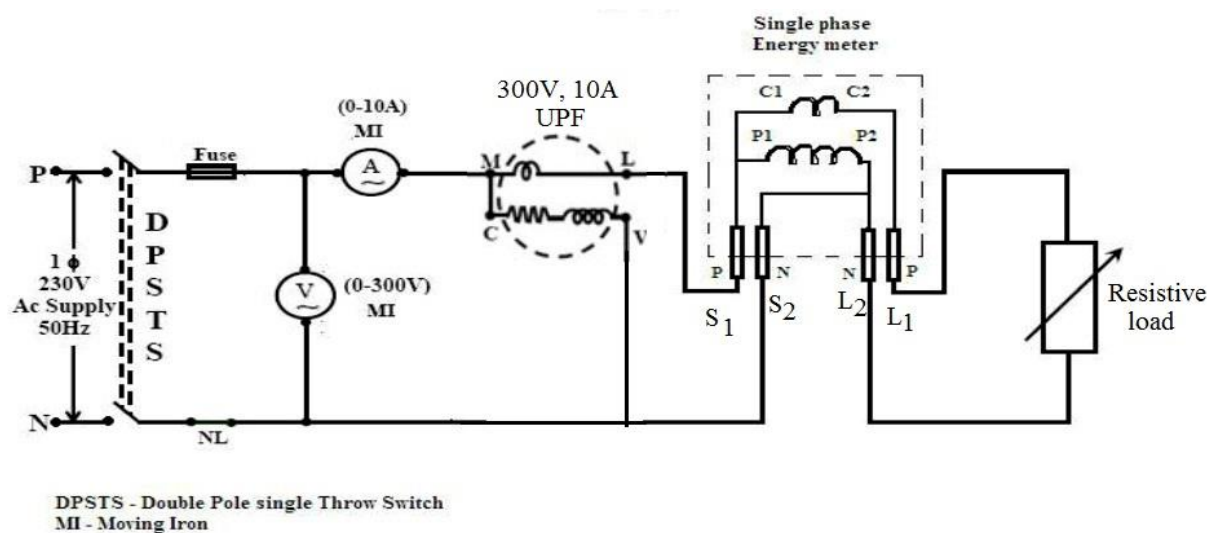 Single phase
Energy meter
300V, 10A
UPF
(0-10A)
MI
Fuse
C1 C2
P1 P2
P
A
M L
C V
D
P
S
T
S
1 ϕ
230V
Ac Supply
50Hz
V
(0-300V)
MI
P N N P
S1 S2 L2 L1
Resistive
load
N
NL
DPSTS - Double Pole single Throw Switch
MI - Moving Iron